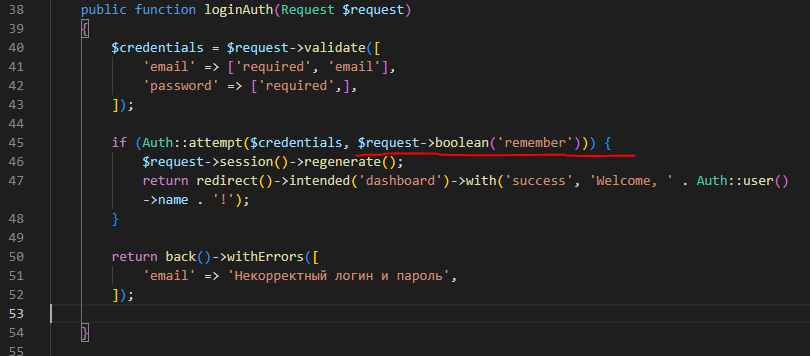 38 public function loginAuth(Request $request)
39 {
40 $credentials = $request->validate([
41 'email' => ['required', 'email'],
42 'password' => ['required',],
43 ]);
44
45 if (Auth::attempt($credentials, $request->boolean('remember'))) {
46 $request->session()->regenerate();
47 return redirect()->intended('dashboard')->with('success', 'Welcome, ' . Auth::user()
->name . '!');
48 }
49
50 return back()->withErrors([
51 'email' => 'Некорректный логин и пароль',
52 ]);
53
54 }
55